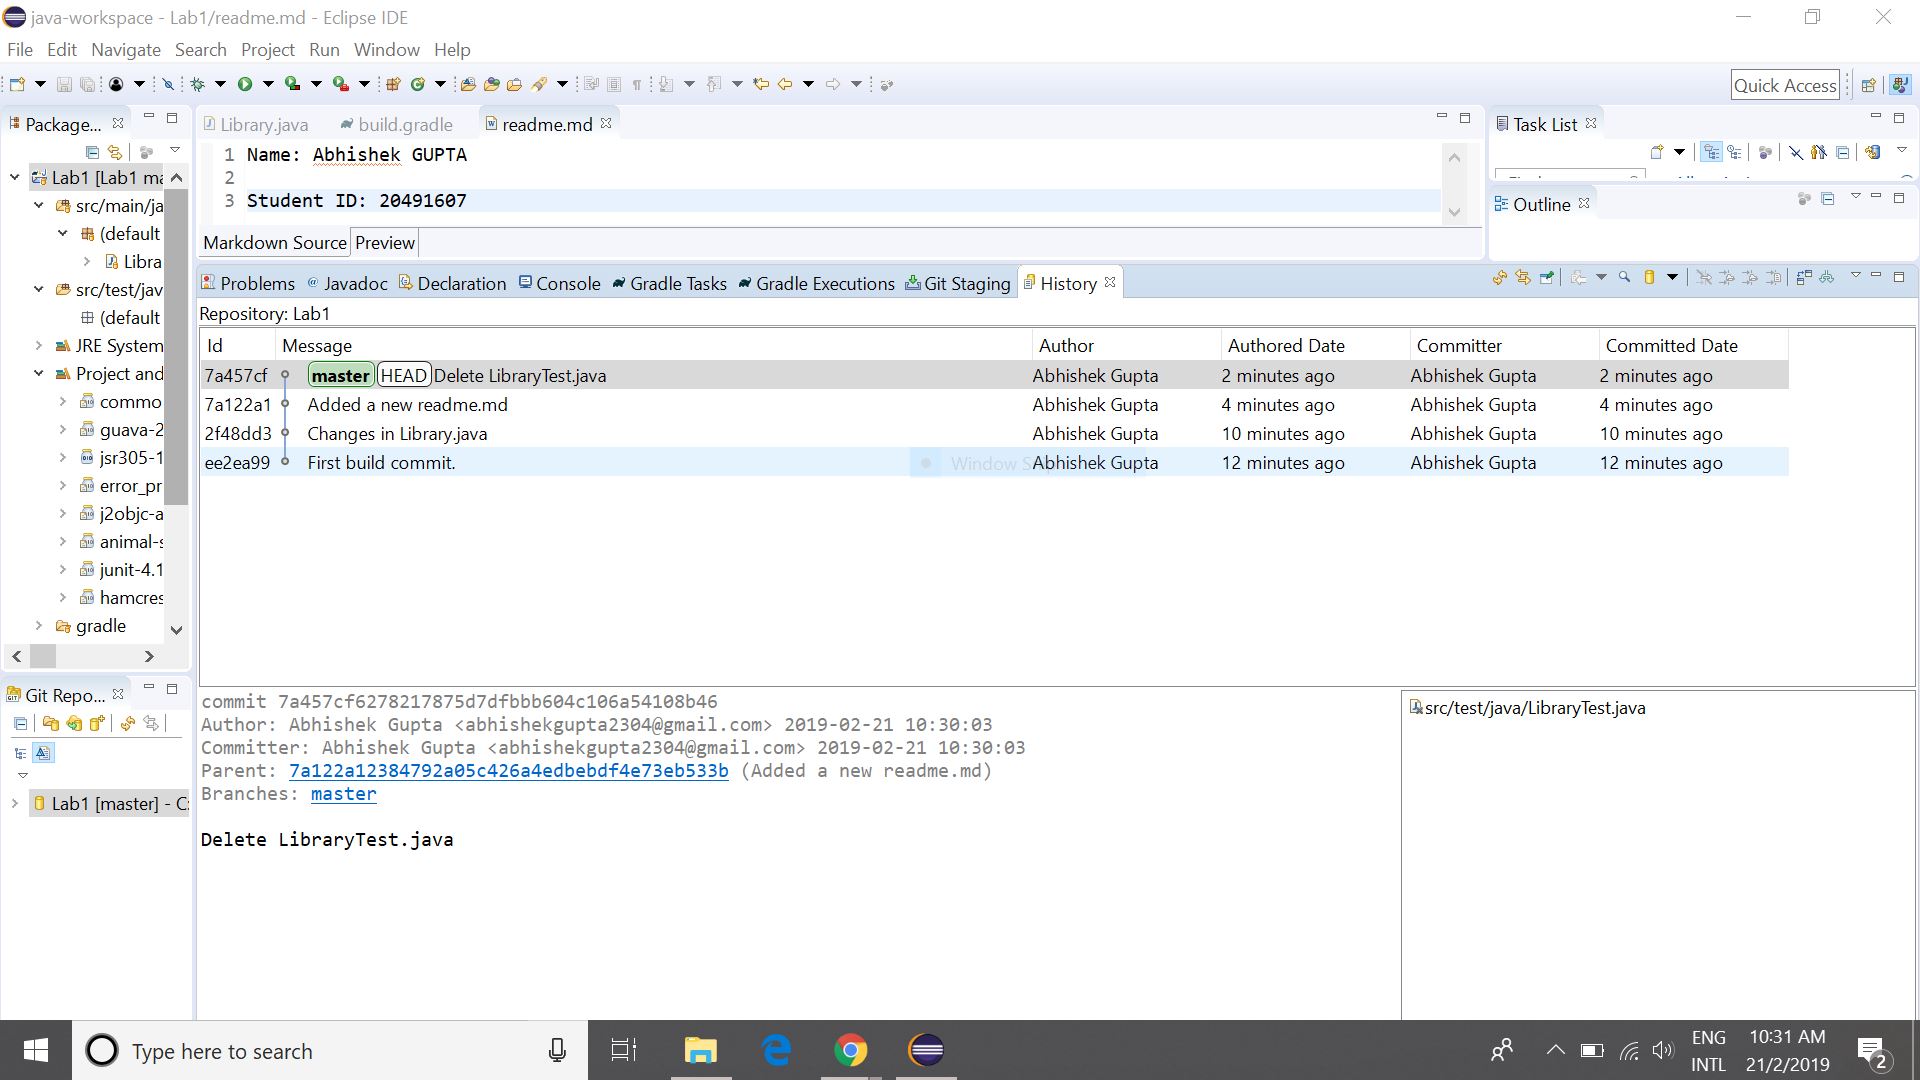 java-workspace - Lab1/readme.md - Eclipse IDE
File Edit Navigate Search Project Run Window Help
Quick Access
Package...
Lab1 [Lab1 ma
src/main/ja
(default
Libra
src/test/jav
(default
JRE System
Project and
commo
guava-2
jsr305-1
error_pr
j2objc-a
animal-s
junit-4.1
hamcres
gradle
Git Repo...
Lab1 [master] - C:
Library.java build.gradle readme.md
1 Name: Abhishek GUPTA
2
3 Student ID: 20491607
Markdown Source Preview
Task List
Outline
Problems Javadoc Declaration Console Gradle Tasks Gradle Executions Git Staging History
Repository: Lab1
Id Message Author Authored Date Committer Committed Date
7a457cf master HEAD Delete LibraryTest.java Abhishek Gupta 2 minutes ago Abhishek Gupta 2 minutes ago
7a122a1 Added a new readme.md Abhishek Gupta 4 minutes ago Abhishek Gupta 4 minutes ago
2f48dd3 Changes in Library.java Abhishek Gupta 10 minutes ago Abhishek Gupta 10 minutes ago
ee2ea99 First build commit. Window Abhishek Gupta 12 minutes ago Abhishek Gupta 12 minutes ago
commit 7a457cf6278217875d7dfbbb604c106a54108b46
Author: Abhishek Gupta <abhishekgupta2304@gmail.com> 2019-02-21 10:30:03
Committer: Abhishek Gupta <abhishekgupta2304@gmail.com> 2019-02-21 10:30:03
Parent: 7a122a12384792a05c426a4edbebdf4e73eb533b (Added a new readme.md)
Branches: master
Delete LibraryTest.java
src/test/java/LibraryTest.java
Type here to search
ENG
INTL
10:31 AM
21/2/2019
2